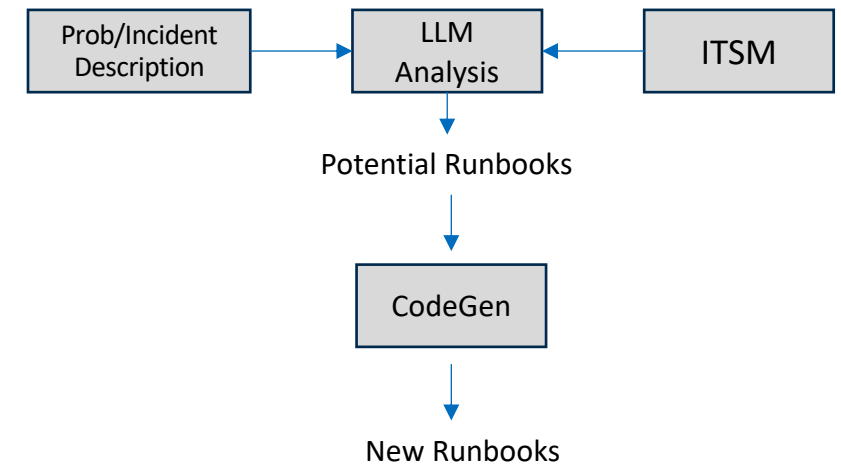 Prob/Incident
Description
LLM
Analysis
ITSM
Potential Runbooks
CodeGen
New Runbooks